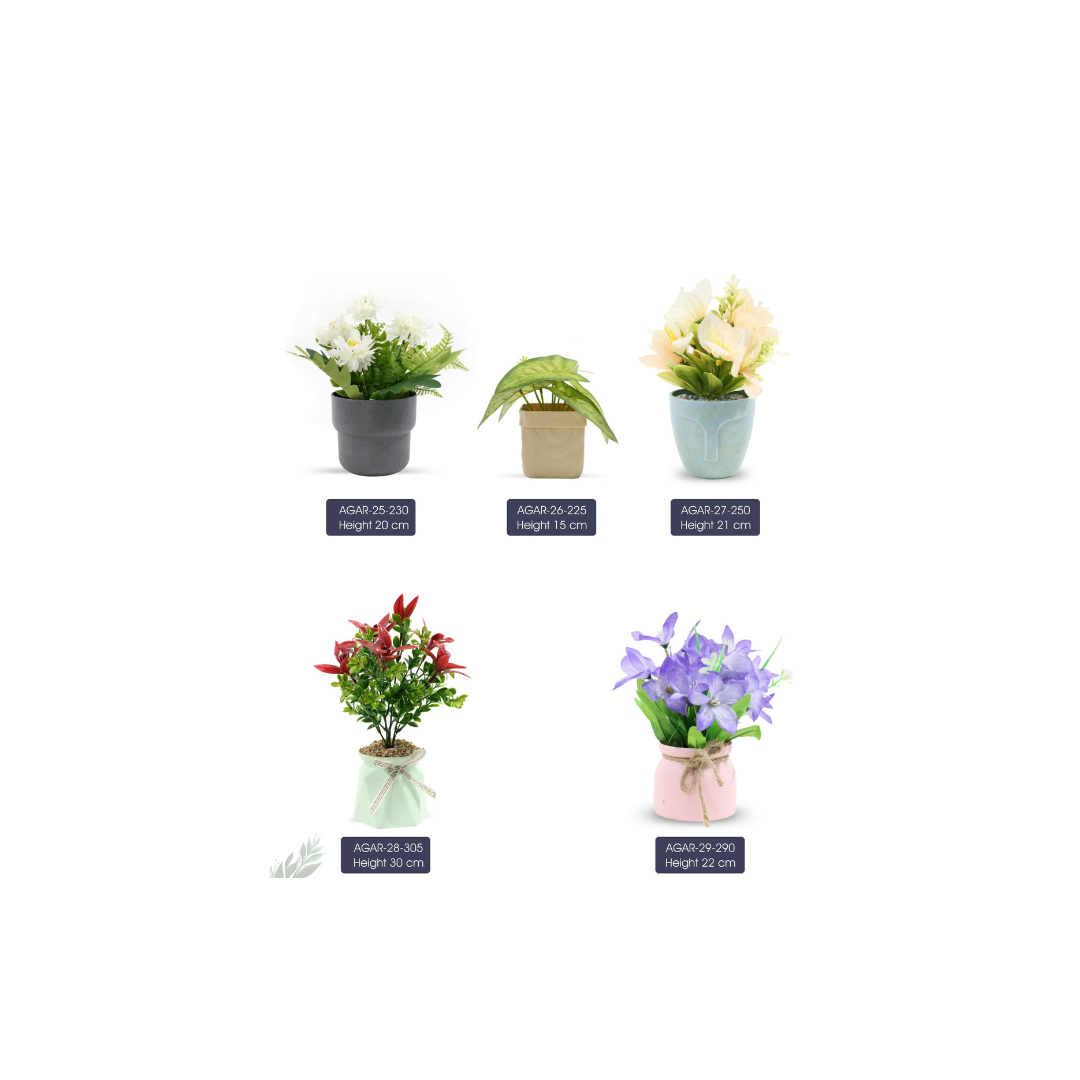 AGAR-25-230
Height 20 cm
AGAR-26-225
Height 15 cm
AGAR-27-250
Height 21 cm
AGAR-28-305
Height 30 cm
AGAR-29-290
Height 22 cm